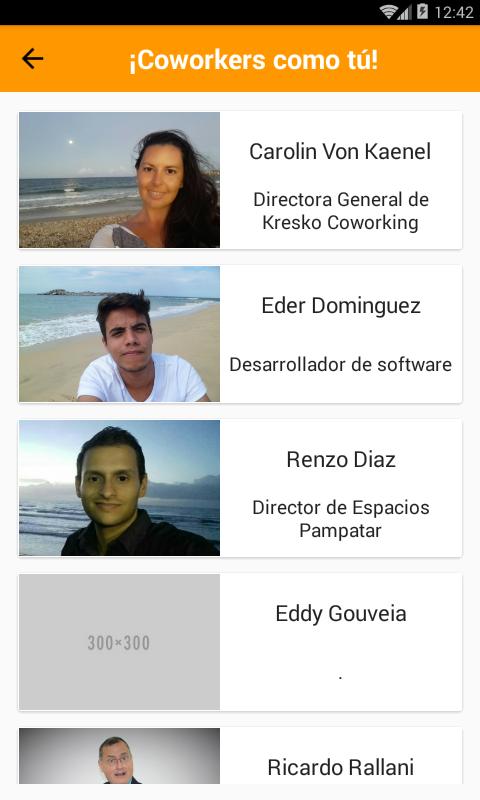 12:42
¡Coworkers como tú!
Carolin Von Kaenel
Directora General de
Kresko Coworking
Eder Dominguez
Desarrollador de software
Renzo Diaz
Director de Espacios
Pampatar
300×300
Eddy Gouveia
.
Ricardo Rallani